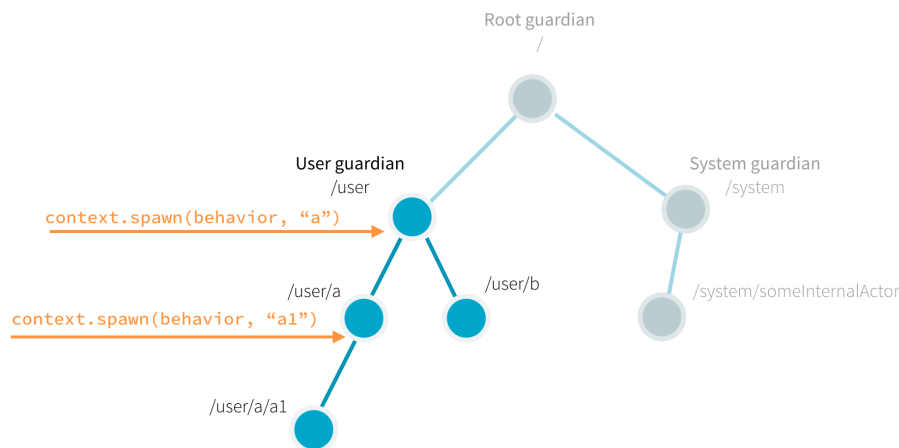 Root guardian
/
User guardian
/user
System guardian
/system
context.spawn(behavior, “a”)
/user/a
/user/b
/system/someInternalActor
context.spawn(behavior, “a1”)
/user/a/a1